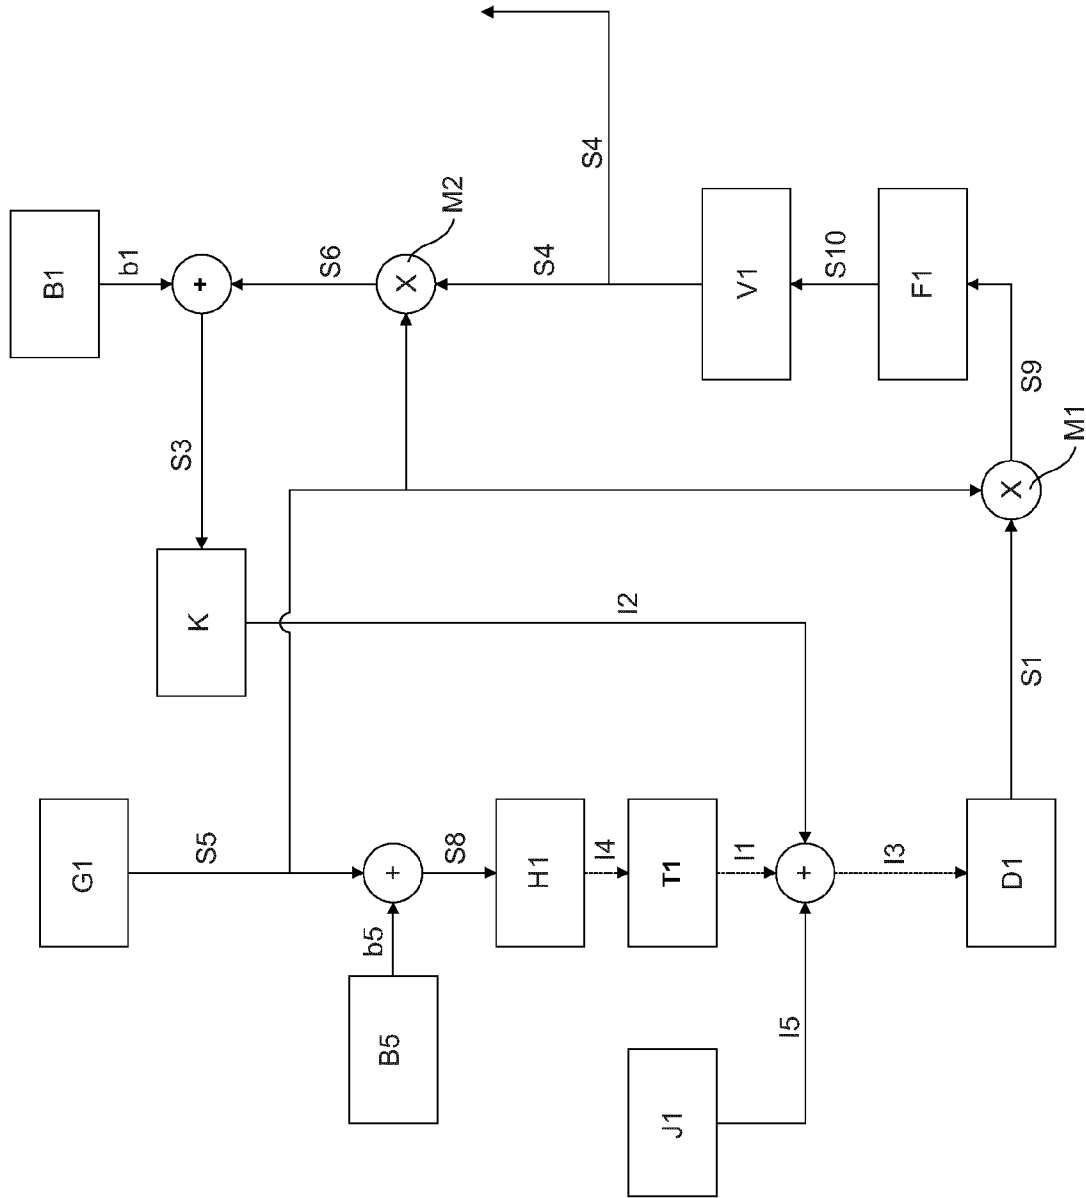 B1
b1
+
S6
X
M2
S4
S4
V1
S10
F1
S9
X
M1
S3
K
I2
S1
G1
S5
+
S8
H1
I4
T1
I1
+
I3
D1
b5
B5
J1
I5